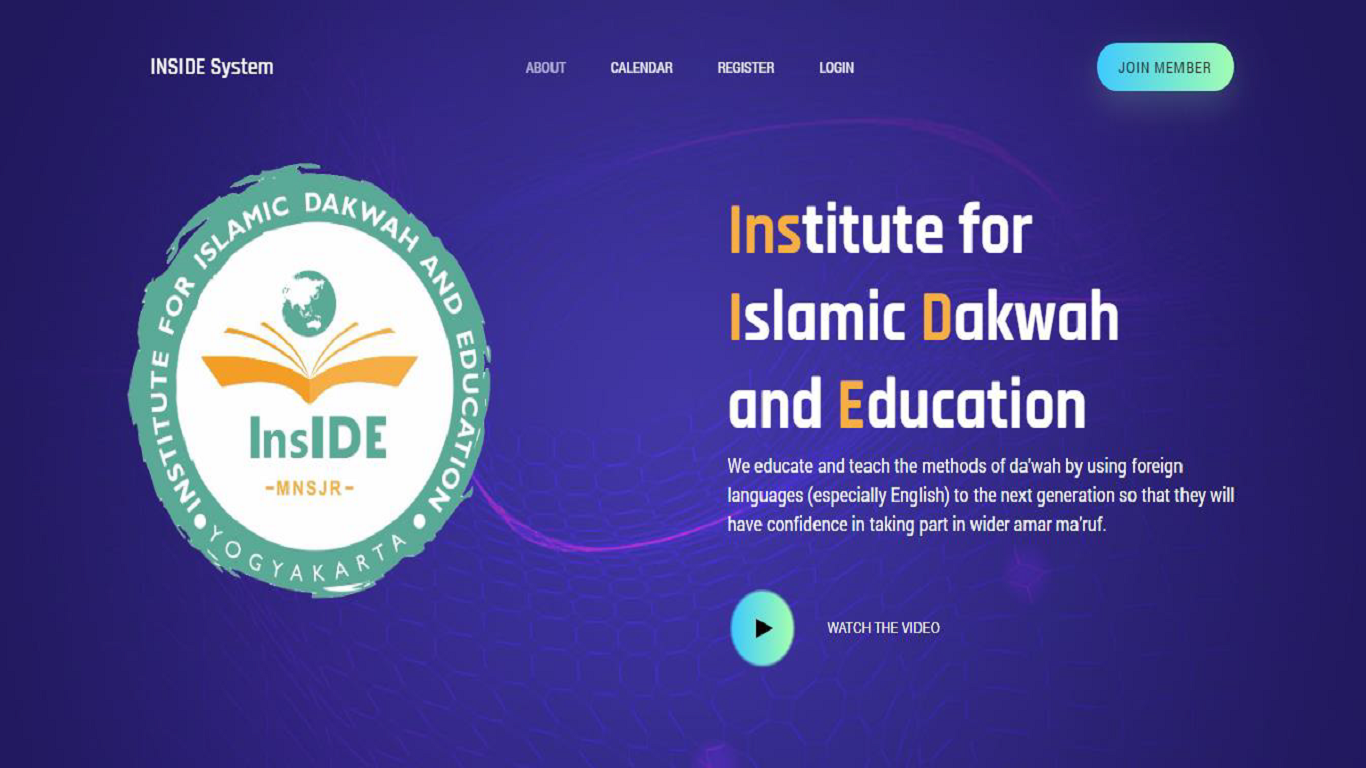 INSIDE System
ABOUT
CALENDAR
REGISTER
LOGIN
JOIN MEMBER
INSTITUTE FOR ISLAMIC DAKWAH AND EDUCATION
InsIDE
-MNSJR-
YOGYAKARTA
Institute for
Islamic Dakwah
and Education
We educate and teach the methods of da'wah by using foreign
languages (especially English) to the next generation so that they will
have confidence in taking part in wider amar ma'ruf.
WATCH THE VIDEO